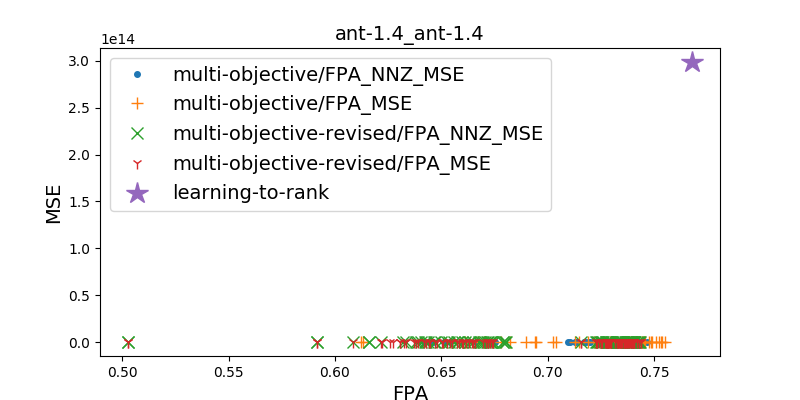 ant-1.4_ant-1.4
1e14
3.0
2.5
2.0
1.5
1.0
0.5
0.0
MSE
multi-objective/FPA_NNZ_MSE
multi-objective/FPA_MSE
multi-objective-revised/FPA_NNZ_MSE
multi-objective-revised/FPA_MSE
learning-to-rank
0.50 0.55 0.60 0.65 0.70 0.75
FPA